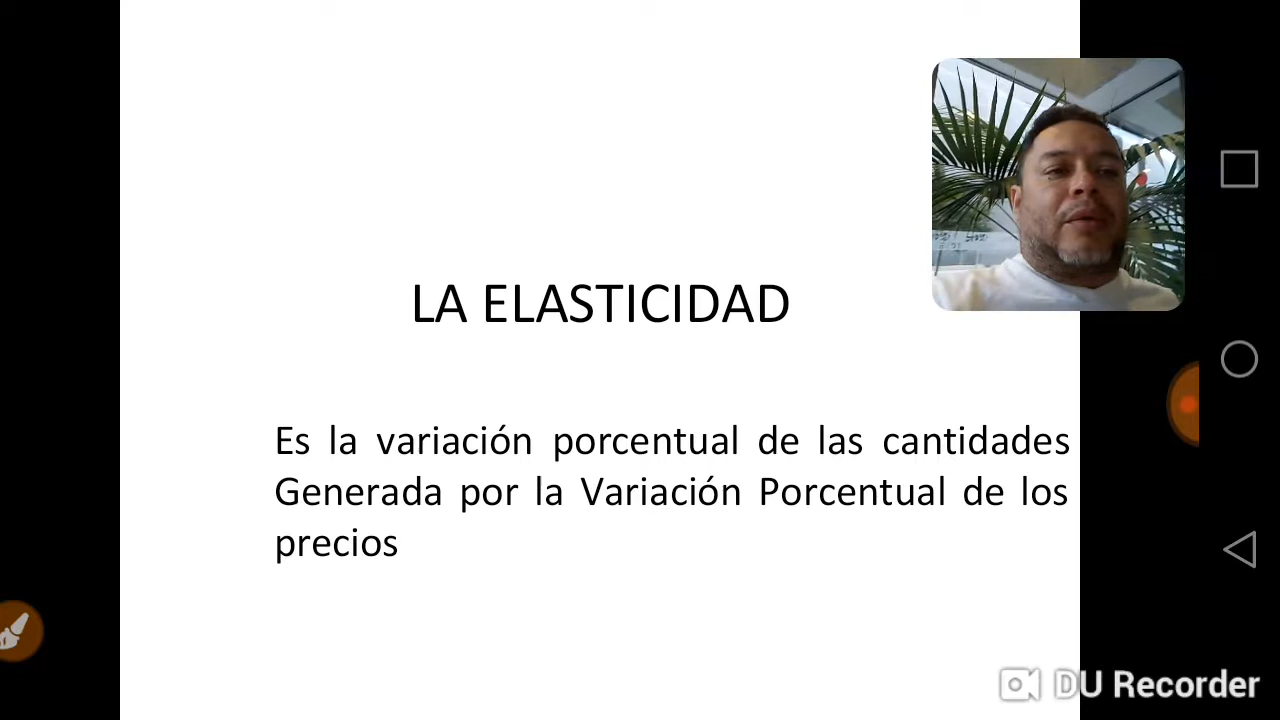 LA ELASTICIDAD
Es la variación porcentual de las cantidades
Generada por la Variación Porcentual de los
precios
DU Recorder